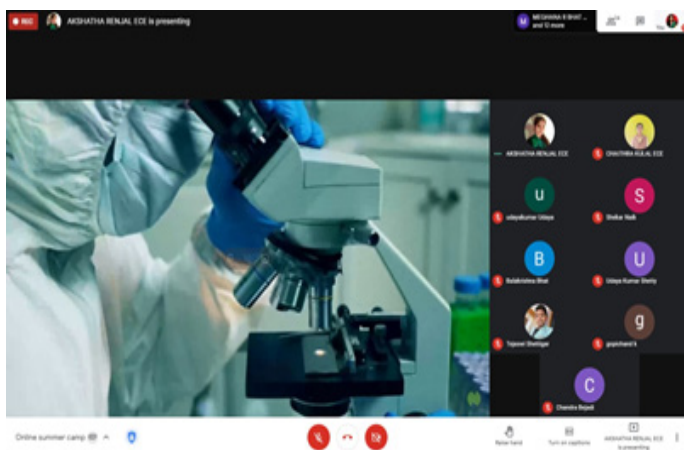 REC
AKSHATHA RENJAL ECE is presenting
M
MEGHANA R BHAT ...
and 12 more
You
AKSHATHA RENJAL ECE
CHAITHRA KULAL ECE
u
udayakumar Udaya
S
Shekar Naik
B
Balakrishna Bhat
U
Udaya Kumar Shetty
Tejaswi Shettigar
g
gopichand k
C
Chandra Bejadi
Online summer camp
Raise hand
Turn on captions
AKSHATHA RENJAL ECE
is presenting